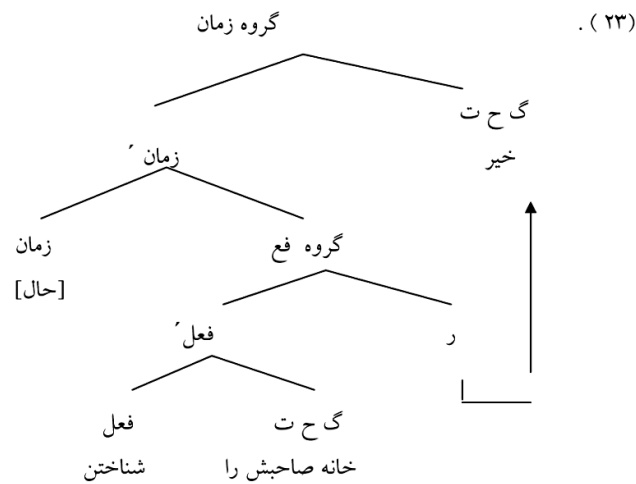 (۲۳) .
گروه زمان
گ ح ت
خیر
زمان ´
زمان
[حال]
گروه فع
ر
فعل ´
فعل
شناختن
گ ح ت
خانه صاحبش را